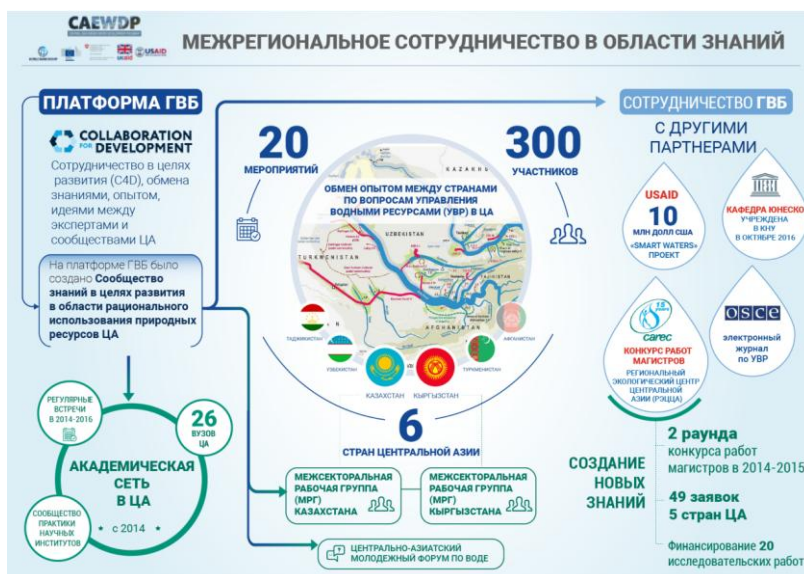 CAEWDP
USAID
UKaid
МЕЖРЕГИОНАЛЬНОЕ СОТРУДНИЧЕСТВО В ОБЛАСТИ ЗНАНИЙ
ПЛАТФОРМА ГВБ
COLLABORATION
FOR DEVELOPMENT
Сотрудничество в целях
развития (C4D), обмена
знаниями, опытом,
идеями между
экспертами и
сообществами ЦА
На платформе ГВБ было
создано Сообщество
знаний в целях развития
в области рационального
использования природных
ресурсов ЦА
РЕГУЛЯРНЫЕ
ВСТРЕЧИ
В 2014-2016
26
ВУЗОВ
ЦА
АКАДЕМИЧЕСКАЯ
СЕТЬ
В ЦА
* с 2014 *
СООБЩЕСТВО
ПРАКТИКИ
НАУЧНЫХ
ИНСТИТУТОВ
20
МЕРОПРИЯТИЙ
300
УЧАСТНИКОВ
ОБМЕН ОПЫТОМ МЕЖДУ СТРАНАМИ
ПО ВОПРОСАМ УПРАВЛЕНИЯ
ВОДНЫМИ РЕСУРСАМИ (УВР) В ЦА
UZBEKISTAN
TURKMENISTAN
TAJIKISTAN
AFGHANISTAN
ТАДЖИКИСТАН
УЗБЕКИСТАН
КАЗАХСТАН
КЫРГЫЗСТАН
ТУРКМЕНИСТАН
АФГАНИСТАН
6
СТРАН ЦЕНТРАЛЬНОЙ АЗИИ
МЕЖСЕКТОРАЛЬНАЯ
РАБОЧАЯ ГРУППА
(МРГ)
КАЗАХСТАНА
МЕЖСЕКТОРАЛЬНАЯ
РАБОЧАЯ ГРУППА
(МРГ)
КЫРГЫЗСТАНА
ЦЕНТРАЛЬНО-АЗИАТСКИЙ
МОЛОДЕЖНЫЙ ФОРУМ ПО ВОДЕ
СОТРУДНИЧЕСТВО ГВБ
С ДРУГИМИ
ПАРТНЕРАМИ
USAID
10
МЛН ДОЛЛ США
«SMART WATERS»
ПРОЕКТ
КАФЕДРА ЮНЕСКО
УЧРЕЖДЕНА
В КНУ
В ОКТЯБРЕ 2016
carec
КОНКУРС РАБОТ
МАГИСТРОВ
РЕГИОНАЛЬНЫЙ
ЭКОЛОГИЧЕСКИЙ ЦЕНТР
ЦЕНТРАЛЬНОЙ
АЗИИ (РЭЦЦА)
osce
электронный
журнал
по УВР
СОЗДАНИЕ
НОВЫХ
ЗНАНИЙ
2 раунда
конкурса работ
магистров в 2014-2015
49 заявок
5 стран ЦА
Финансирование 20
исследовательских работ